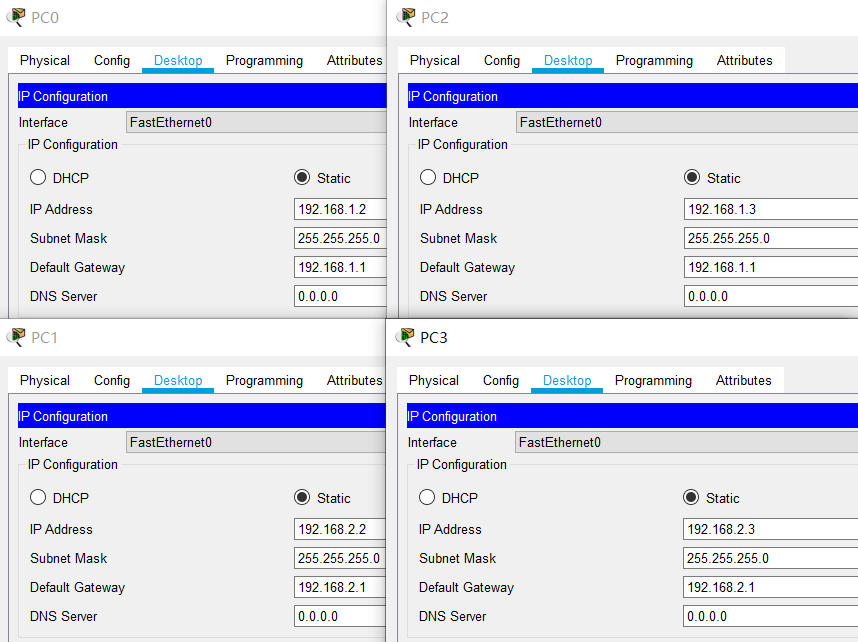 PC0
Physical Config Desktop Programming Attributes
IP Configuration
Interface FastEthernet0
IP Configuration
DHCP Static
IP Address 192.168.1.2
Subnet Mask 255.255.255.0
Default Gateway 192.168.1.1
DNS Server 0.0.0.0
PC2
Physical Config Desktop Programming Attributes
IP Configuration
Interface FastEthernet0
IP Configuration
DHCP Static
IP Address 192.168.1.3
Subnet Mask 255.255.255.0
Default Gateway 192.168.1.1
DNS Server 0.0.0.0
PC1
Physical Config Desktop Programming Attributes
IP Configuration
Interface FastEthernet0
IP Configuration
DHCP Static
IP Address 192.168.2.2
Subnet Mask 255.255.255.0
Default Gateway 192.168.2.1
DNS Server 0.0.0.0
PC3
Physical Config Desktop Programming Attributes
IP Configuration
Interface FastEthernet0
IP Configuration
DHCP Static
IP Address 192.168.2.3
Subnet Mask 255.255.255.0
Default Gateway 192.168.2.1
DNS Server 0.0.0.0